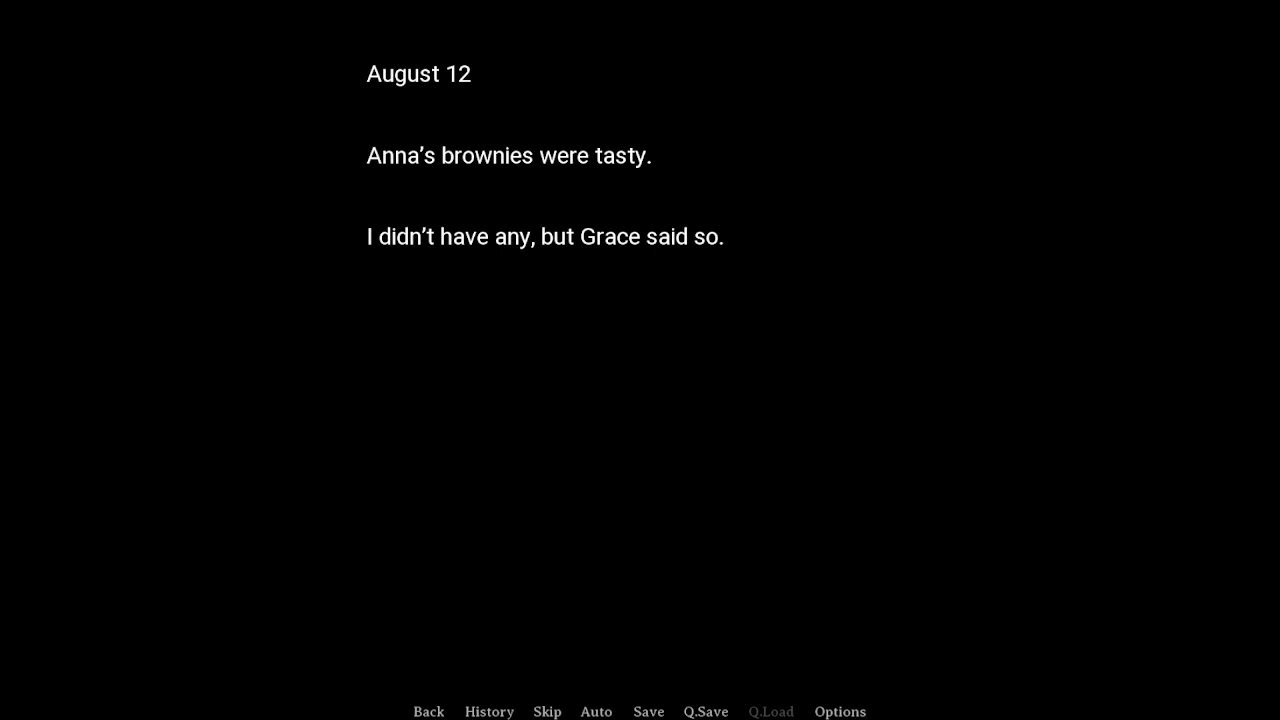 August 12
Anna’s brownies were tasty.
I didn’t have any, but Grace said so.
Back History Skip Auto Save Q.Save Q.Load Options